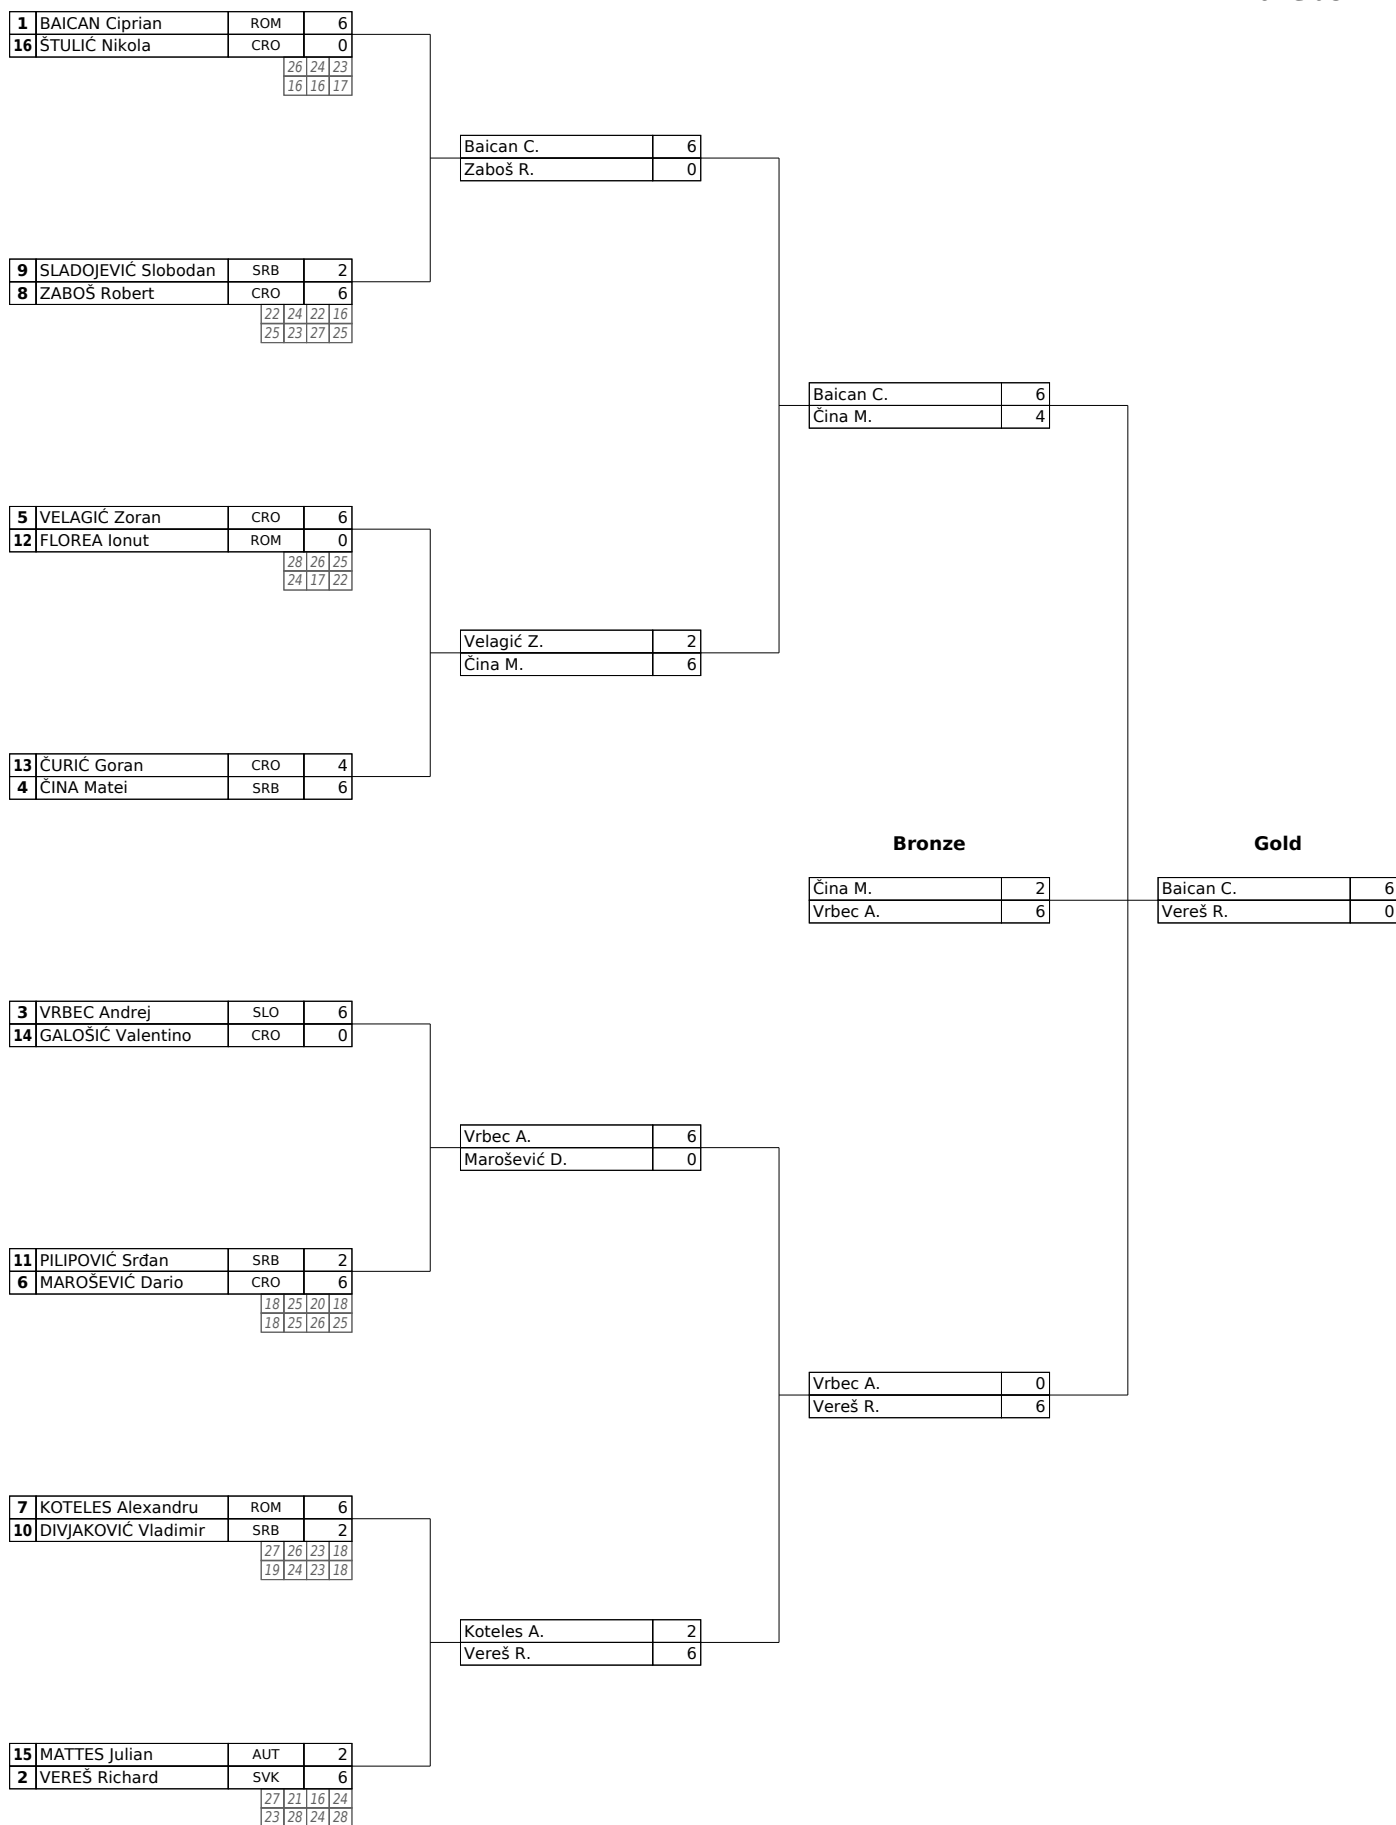 1 BAICAN Ciprian ROM 6
16 ŠTULIĆ Nikola CRO 0
26 24 23
16 16 17
Baican C. 6
Zaboš R. 0
9 SLADOJEVIĆ Slobodan SRB 2
8 ZABOŠ Robert CRO 6
22 24 22 16
25 23 27 25
Baican C. 6
Čina M. 4
5 VELAGIĆ Zoran CRO 6
12 FLOREA Ionut ROM 0
28 26 25
24 17 22
Velagić Z. 2
Čina M. 6
13 ČURIĆ Goran CRO 4
4 ČINA Matei SRB 6
Bronze Gold
Čina M. 2 Baican C. 6
Vrbec A. 6 Vereš R. 0
3 VRBEC Andrej SLO 6
14 GALOŠIĆ Valentino CRO 0
Vrbec A. 6
Marošević D. 0
11 PILIPOVIĆ Srđan SRB 2
6 MAROŠEVIĆ Dario CRO 6
18 25 20 18
18 25 26 25
Vrbec A. 0
Vereš R. 6
7 KOTELES Alexandru ROM 6
10 DIVJAKOVIĆ Vladimir SRB 2
27 26 23 18
19 24 23 18
Koteles A. 2
Vereš R. 6
15 MATTES Julian AUT 2
2 VEREŠ Richard SVK 6
27 21 16 24
23 28 24 28